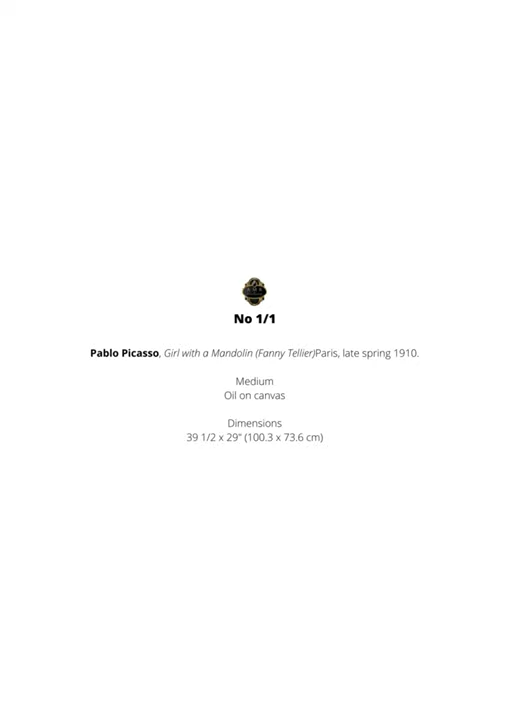 No 1/1
Pablo Picasso, Girl with a Mandolin (Fanny Tellier)Paris, late spring 1910.
Medium
Oil on canvas
Dimensions
39 1/2 x 29" (100.3 x 73.6 cm)